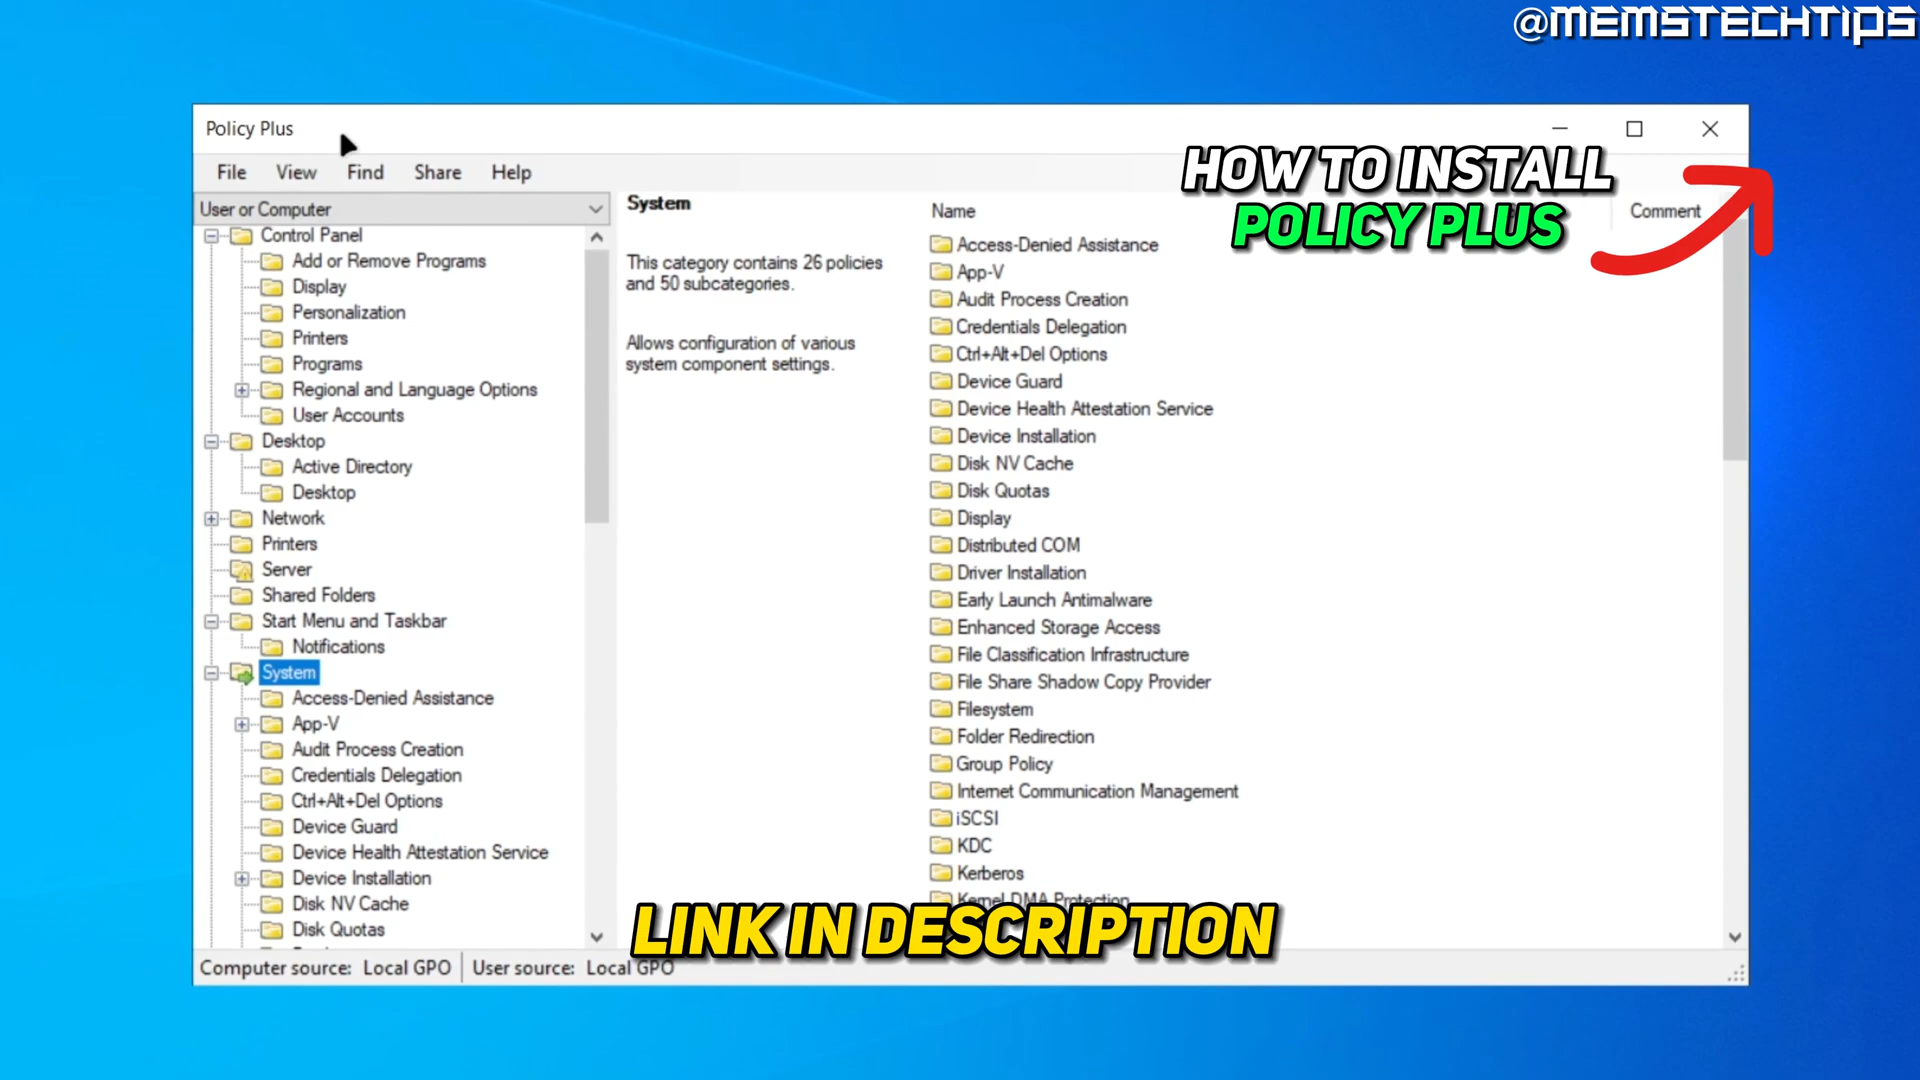 @MEMSTECHTIPS
Policy Plus
HOW TO INSTALL
POLICY PLUS
File View Find Share Help
User or Computer
Control Panel
Add or Remove Programs
Display
Personalization
Printers
Programs
Regional and Language Options
User Accounts
Desktop
Active Directory
Desktop
Network
Printers
Server
Shared Folders
Start Menu and Taskbar
Notifications
System
Access-Denied Assistance
App-V
Audit Process Creation
Credentials Delegation
Ctrl+Alt+Del Options
Device Guard
Device Health Attestation Service
Device Installation
Disk NV Cache
Disk Quotas
System
This category contains 26 policies
and 50 subcategories.
Allows configuration of various
system component settings.
Name Comment
Access-Denied Assistance
App-V
Audit Process Creation
Credentials Delegation
Ctrl+Alt+Del Options
Device Guard
Device Health Attestation Service
Device Installation
Disk NV Cache
Disk Quotas
Display
Distributed COM
Driver Installation
Early Launch Antimalware
Enhanced Storage Access
File Classification Infrastructure
File Share Shadow Copy Provider
Filesystem
Folder Redirection
Group Policy
Internet Communication Management
iSCSI
KDC
Kerberos
Kernel DMA Protection
LINK IN DESCRIPTION
Computer source: Local GPO User source: Local GPO